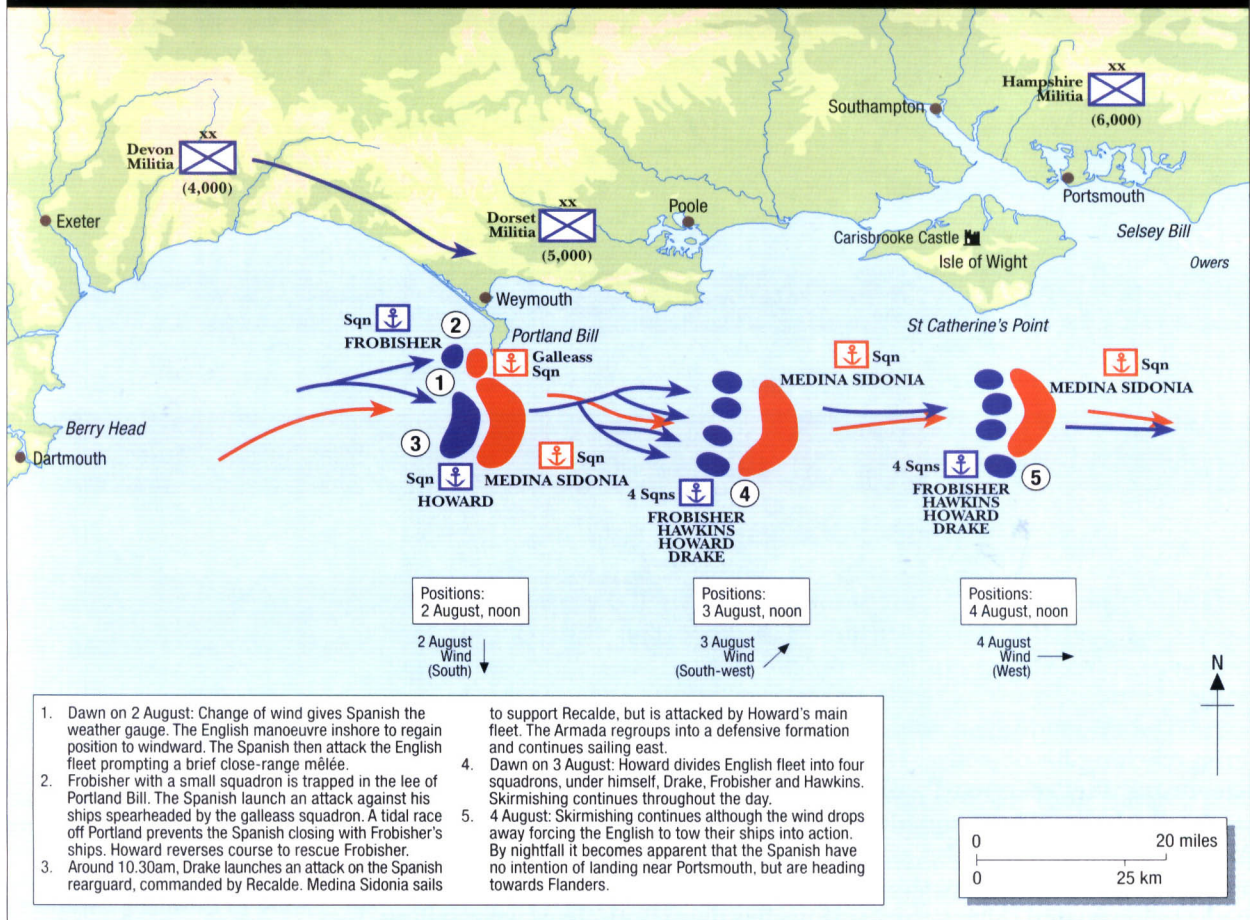 xx
Hampshire
Militia
(6,000)
Southampton
xx
Devon
Militia
(4,000)
Portsmouth
Exeter
xx
Dorset
Militia
(5,000)
Poole
Selsey Bill
Carisbrooke Castle
Isle of Wight
Owers
Weymouth
Sqn
FROBISHER
2
Portland Bill
St Catherine's Point
Galleass
Sqn
Sqn
MEDINA SIDONIA
Sqn
MEDINA SIDONIA
1
Berry Head
Dartmouth
3
Sqn
HOWARD
Sqn
MEDINA SIDONIA
4 Sqns
4
FROBISHER
HAWKINS
HOWARD
DRAKE
4 Sqns
5
FROBISHER
HAWKINS
HOWARD
DRAKE
Positions:
2 August, noon
Positions:
3 August, noon
Positions:
4 August, noon
2 August
Wind
(South)
3 August
Wind
(South-west)
4 August
Wind
(West)
N
1. Dawn on 2 August: Change of wind gives Spanish the
weather gauge. The English manoeuvre inshore to regain
position to windward. The Spanish then attack the English
fleet prompting a brief close-range mêlée.
2. Frobisher with a small squadron is trapped in the lee of
Portland Bill. The Spanish launch an attack against his
ships spearheaded by the galleass squadron. A tidal race
off Portland prevents the Spanish closing with Frobisher's
ships. Howard reverses course to rescue Frobisher.
3. Around 10.30am, Drake launches an attack on the Spanish
rearguard, commanded by Recalde. Medina Sidonia sails
to support Recalde, but is attacked by Howard's main
fleet. The Armada regroups into a defensive formation
and continues sailing east.
4. Dawn on 3 August: Howard divides English fleet into four
squadrons, under himself, Drake, Frobisher and Hawkins.
Skirmishing continues throughout the day.
5. 4 August: Skirmishing continues although the wind drops
away forcing the English to tow their ships into action.
By nightfall it becomes apparent that the Spanish have
no intention of landing near Portsmouth, but are heading
towards Flanders.
0 20 miles
0 25 km